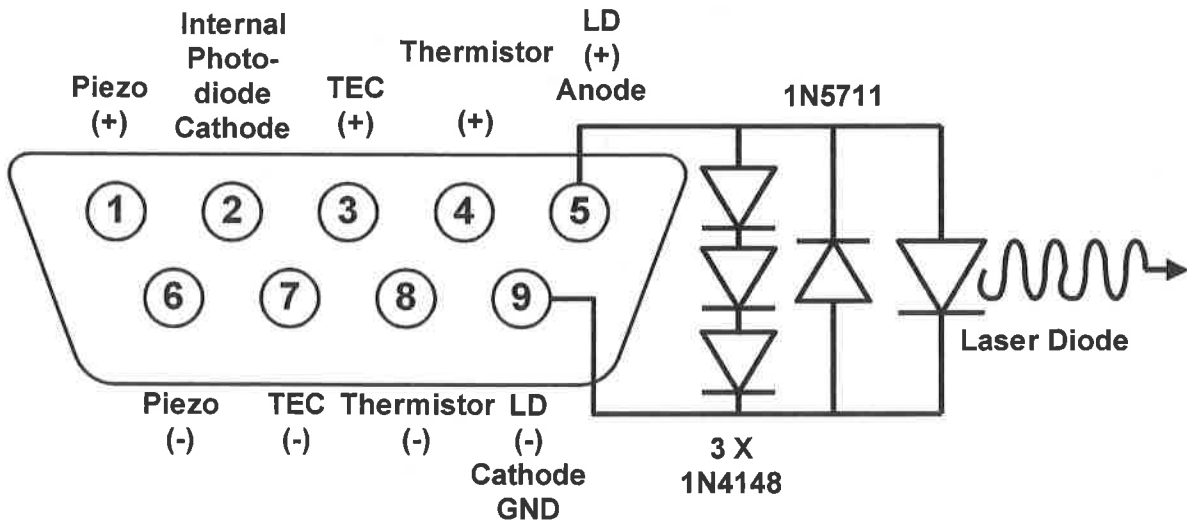 Piezo
(+)
Internal
Photo-
diode
Cathode
TEC
(+)
Thermistor
(+)
LD
(+)
Anode
1N5711
1
2
3
4
5
6
7
8
9
Laser Diode
Piezo
(-)
TEC
(-)
Thermistor
(-)
LD
(-)
Cathode
GND
3 X
1N4148